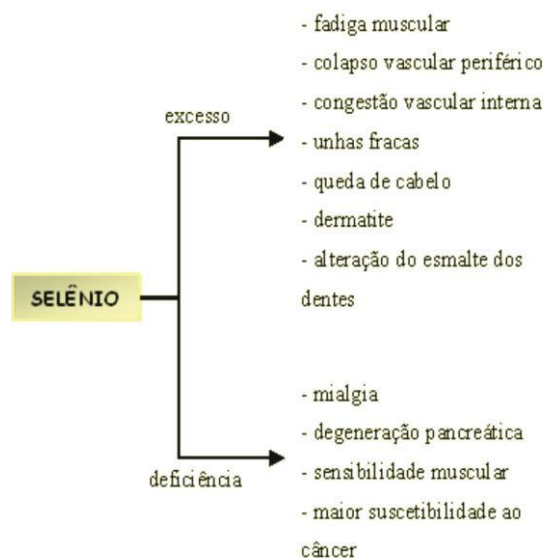 - fadiga muscular
- colapso vascular periférico
- congestão vascular interna
excesso
- unhas fracas
- queda de cabelo
- dermatite
- alteração do esmalte dos
dentes
SELÊNIO
- mialgia
- degeneração pancreática
- sensibilidade muscular
deficiência
- maior suscetibilidade ao
câncer